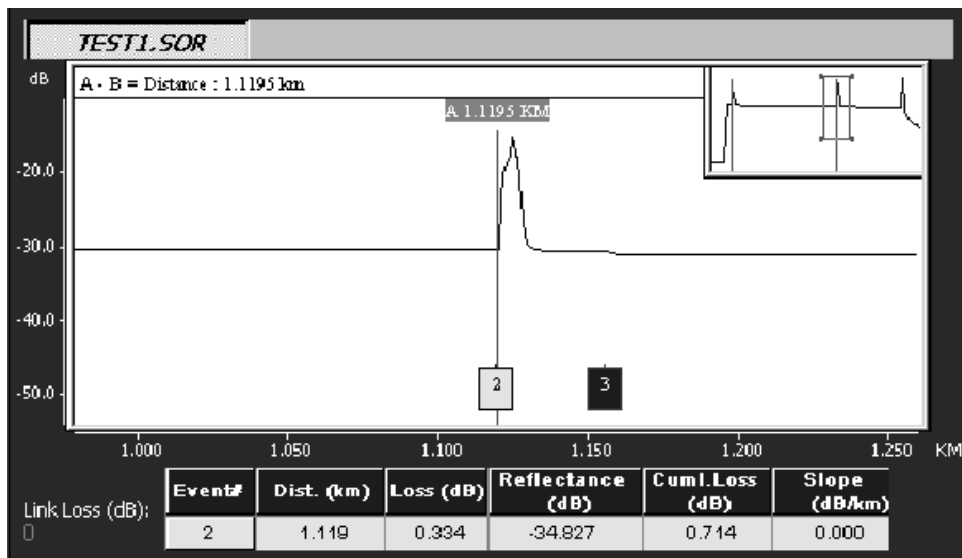 TEST1.SOR
dB
A - B = Distance : 1.1195 km
A 1.1195 KM
-20.0
-30.0
-40.0
-50.0
2
3
1.000 1.050 1.100 1.150 1.200 1.250 KM
Link Loss (dB):
0
Event# Dist. (km) Loss (dB) Reflectance (dB) Cuml.Loss (dB) Slope (dB/km)
2 1.119 0.334 -34.827 0.714 0.000